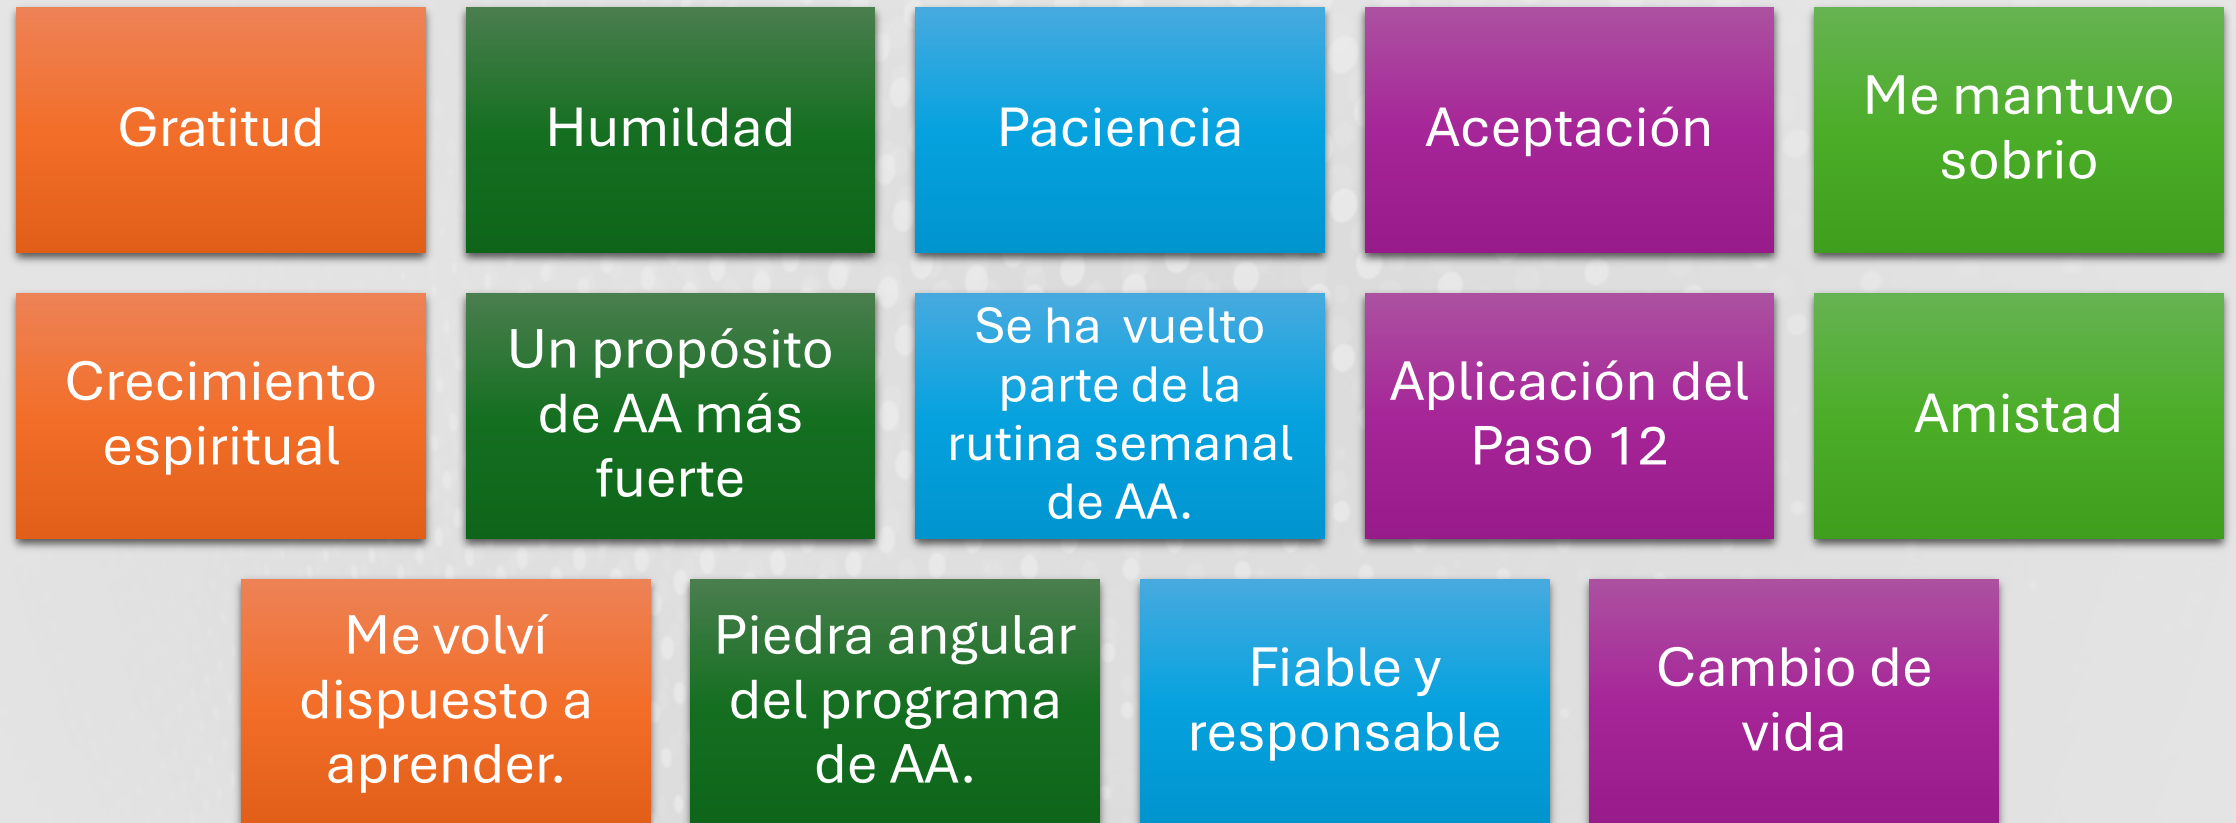 Gratitud
Humildad
Paciencia
Aceptación
Me mantuvo
sobrio
Crecimiento
espiritual
Un propósito
de AA más
fuerte
Se ha  vuelto
parte de la
rutina semanal
de AA.
Aplicación del
Paso 12
Amistad
Me volví
dispuesto a
aprender.
Piedra angular
del programa
de AA.
Fiable y
responsable
Cambio de
vida